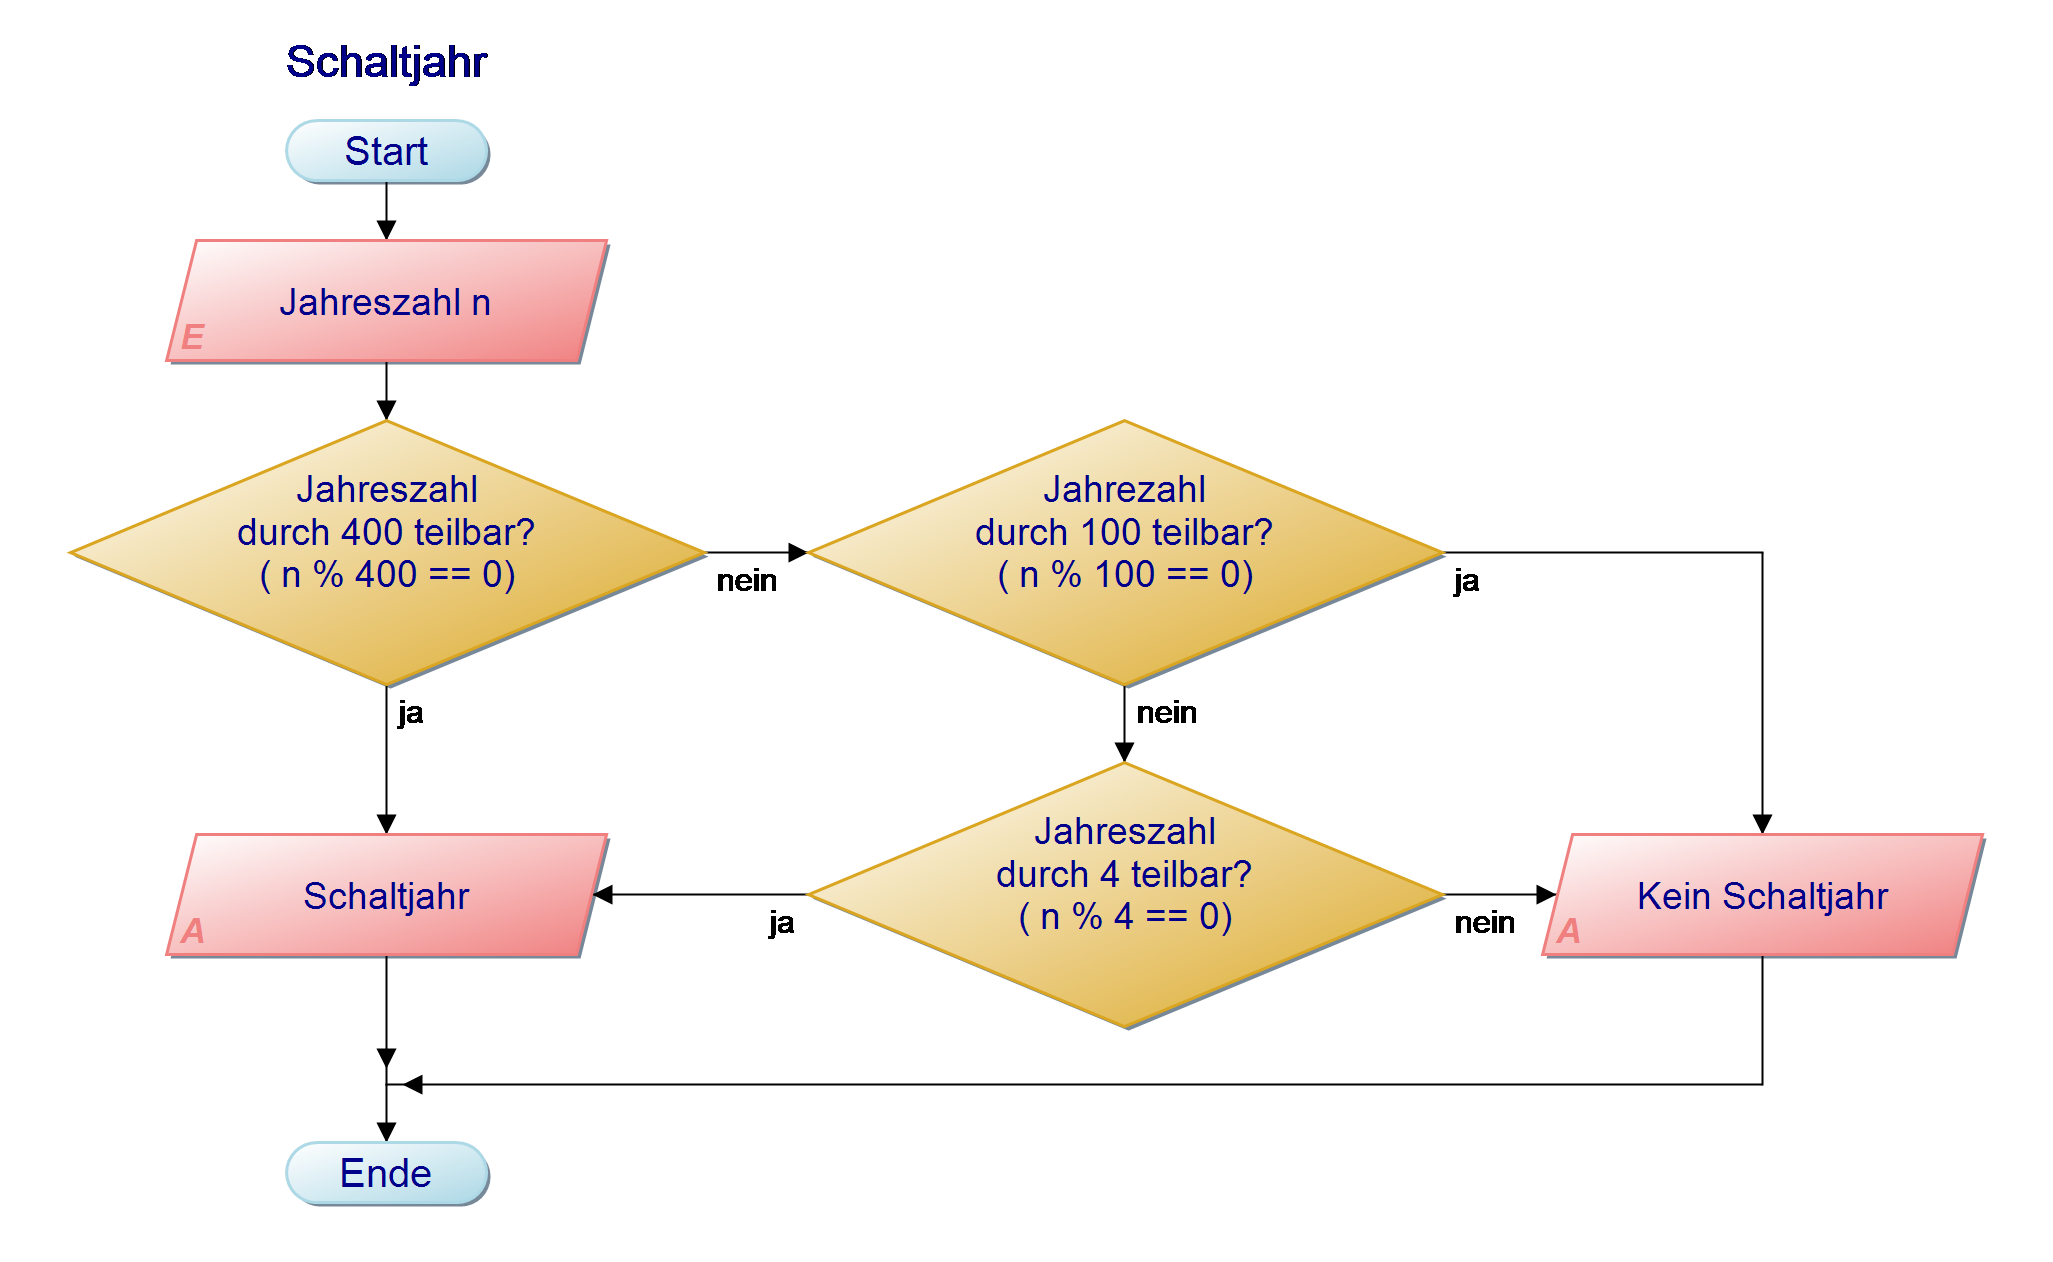 Schaltjahr
Start
Jahreszahl n
E
Jahreszahl
durch 400 teilbar?
( n % 400 == 0)
nein
ja
Jahrezahl
durch 100 teilbar?
( n % 100 == 0)
ja
nein
Jahreszahl
durch 4 teilbar?
( n % 4 == 0)
ja
nein
Schaltjahr
A
Kein Schaltjahr
A
Ende